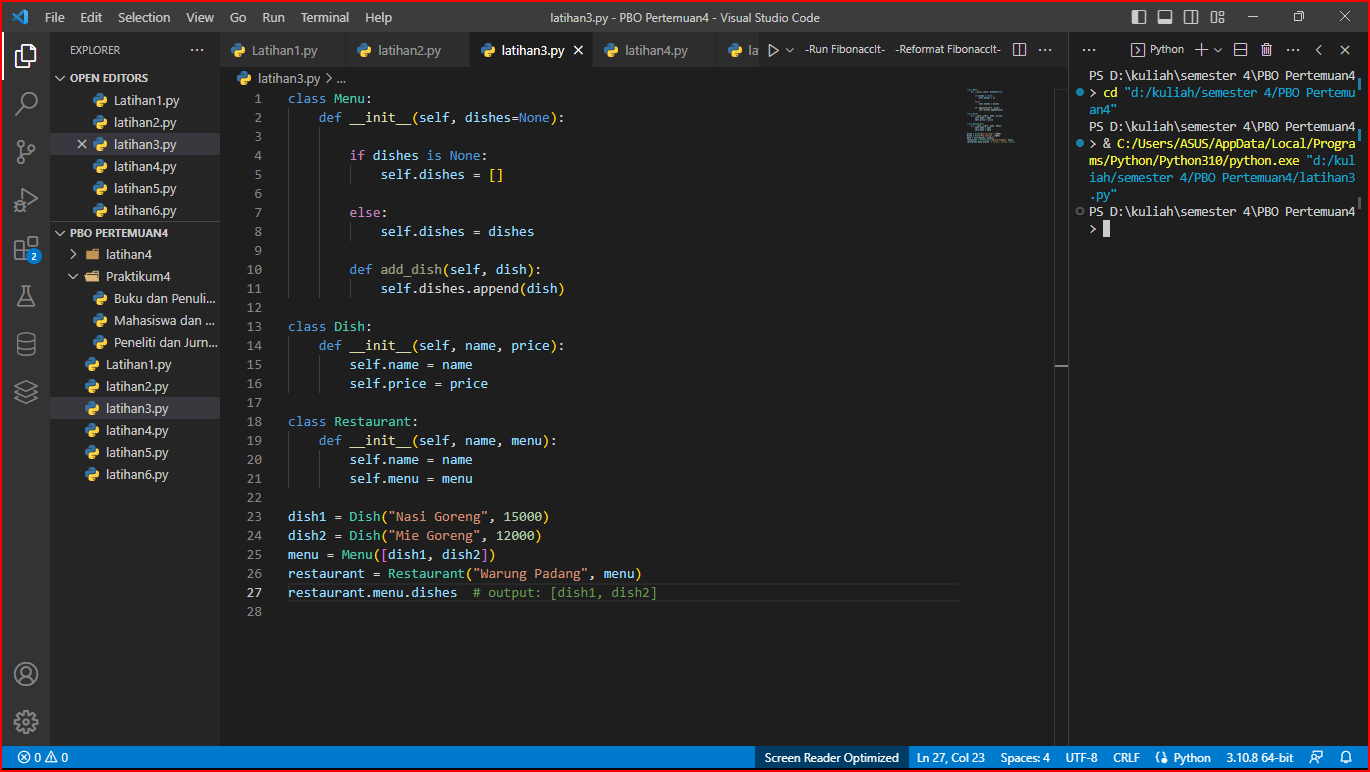 File Edit Selection View Go Run Terminal Help latihan3.py - PBO Pertemuan4 - Visual Studio Code
EXPLORER
OPEN EDITORS
Latihan1.py
latihan2.py
latihan3.py
latihan4.py
latihan5.py
latihan6.py
PBO PERTEMUAN4
latihan4
Praktikum4
Buku dan Penuli...
Mahasiswa dan ...
Peneliti dan Jurn...
Latihan1.py
latihan2.py
latihan3.py
latihan4.py
latihan5.py
latihan6.py
2
Latihan1.py latihan2.py latihan3.py latihan4.py la -Run FibonaccIt- -Reformat FibonaccIt-
latihan3.py > ...
1 class Menu:
2 def __init__(self, dishes=None):
3
4 if dishes is None:
5 self.dishes = []
6
7 else:
8 self.dishes = dishes
9
10 def add_dish(self, dish):
11 self.dishes.append(dish)
12
13 class Dish:
14 def __init__(self, name, price):
15 self.name = name
16 self.price = price
17
18 class Restaurant:
19 def __init__(self, name, menu):
20 self.name = name
21 self.menu = menu
22
23 dish1 = Dish("Nasi Goreng", 15000)
24 dish2 = Dish("Mie Goreng", 12000)
25 menu = Menu([dish1, dish2])
26 restaurant = Restaurant("Warung Padang", menu)
27 restaurant.menu.dishes # output: [dish1, dish2]
28
Python
PS D:\kuliah\semester 4\PBO Pertemuan4
> cd "d:/kuliah/semester 4/PBO Pertemu
an4"
PS D:\kuliah\semester 4\PBO Pertemuan4
> & C:/Users/ASUS/AppData/Local/Progra
ms/Python/Python310/python.exe "d:/kul
iah/semester 4/PBO Pertemuan4/latihan3
.py"
PS D:\kuliah\semester 4\PBO Pertemuan4
>
0 0 Screen Reader Optimized Ln 27, Col 23 Spaces: 4 UTF-8 CRLF Python 3.10.8 64-bit